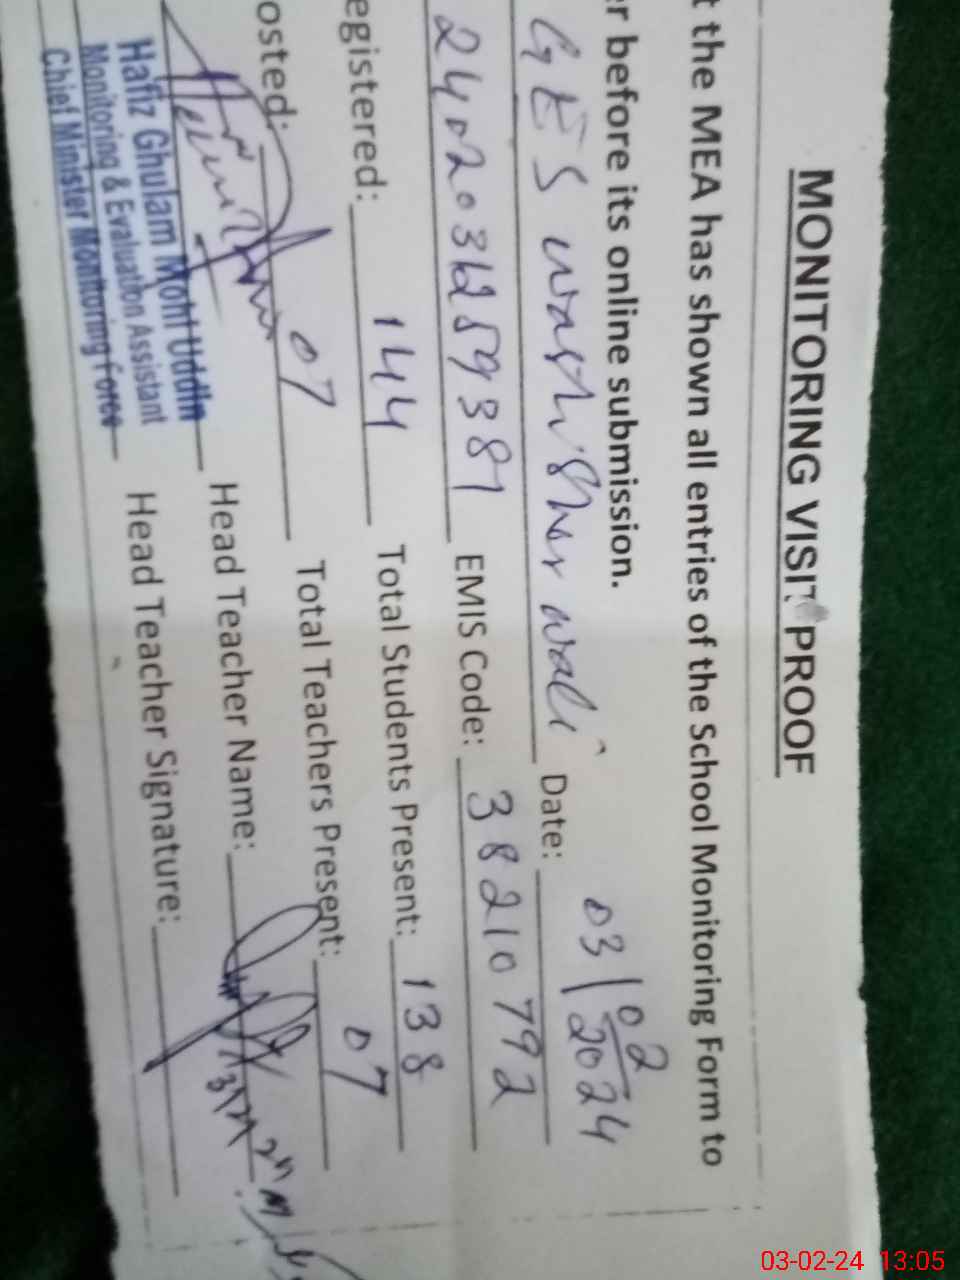 MONITORING VISIT PROOF
t the MEA has shown all entries of the School Monitoring Form to
er before its online submission.
GES wali Date: 03/02/2024
EMIS Code: 38210792
egistered: 144 Total Students Present: 138
osted: 07 Total Teachers Present: 07
Head Teacher Name:
Hafiz Ghulam Mohi Uddin
Monitoring & Evaluation Assistant
Chief Minister Monitoring Force
Head Teacher Signature:
03-02-24 13:05